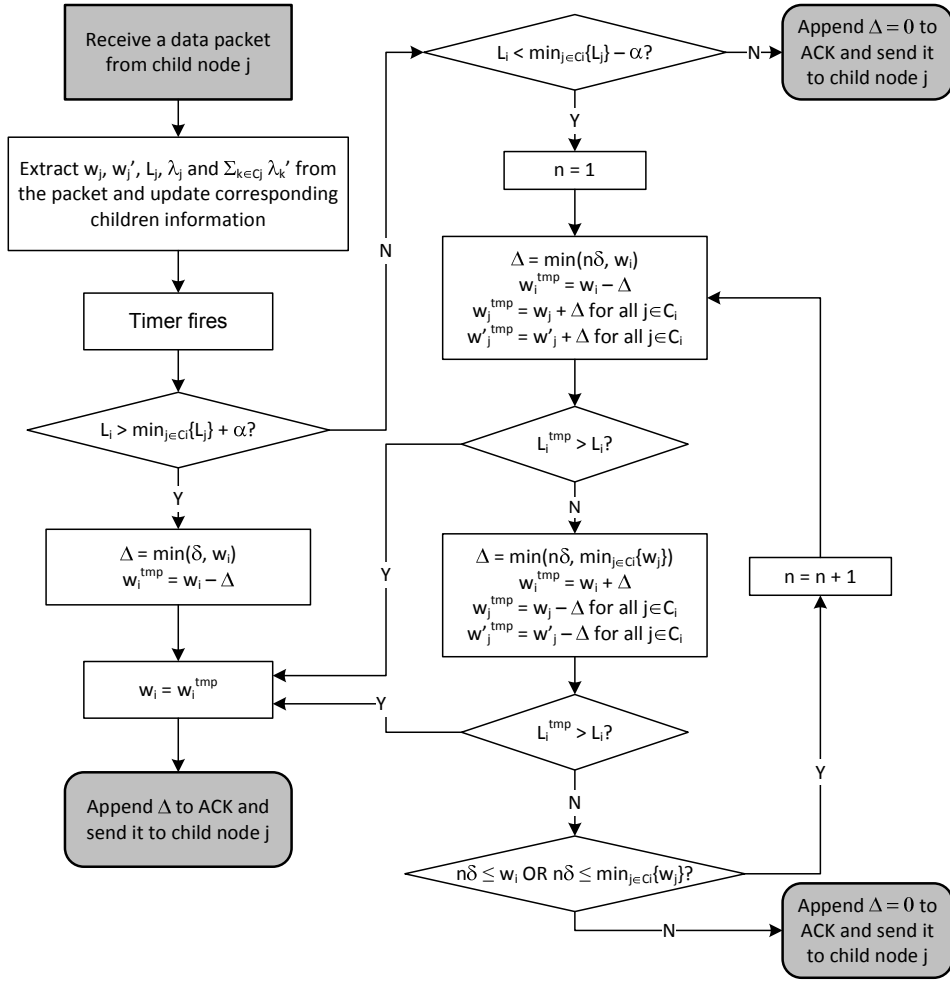 Receive a data packet
from child node j
Extract wj, wj', Lj, λj and Σk∈Cj λk' from
the packet and update corresponding
children information
Timer fires
Li > minj∈Ci{Lj} + α?
Y
N
Δ = min(δ, wi)
wi^tmp = wi – Δ
wi = wi^tmp
Append Δ to ACK and
send it to child node j
Li < minj∈Ci{Lj} – α?
N
Append Δ = 0 to
ACK and send it
to child node j
Y
n = 1
Δ = min(nδ, wi)
wi^tmp = wi – Δ
wj^tmp = wj + Δ for all j∈Ci
w'j^tmp = w'j + Δ for all j∈Ci
Li^tmp > Li?
Y
N
Δ = min(nδ, minj∈Ci{wj})
wi^tmp = wi + Δ
wj^tmp = wj – Δ for all j∈Ci
w'j^tmp = w'j – Δ for all j∈Ci
Li^tmp > Li?
Y
N
nδ ≤ wi OR nδ ≤ minj∈Ci{wj}?
Y
n = n + 1
N
Append Δ = 0 to
ACK and send it
to child node j